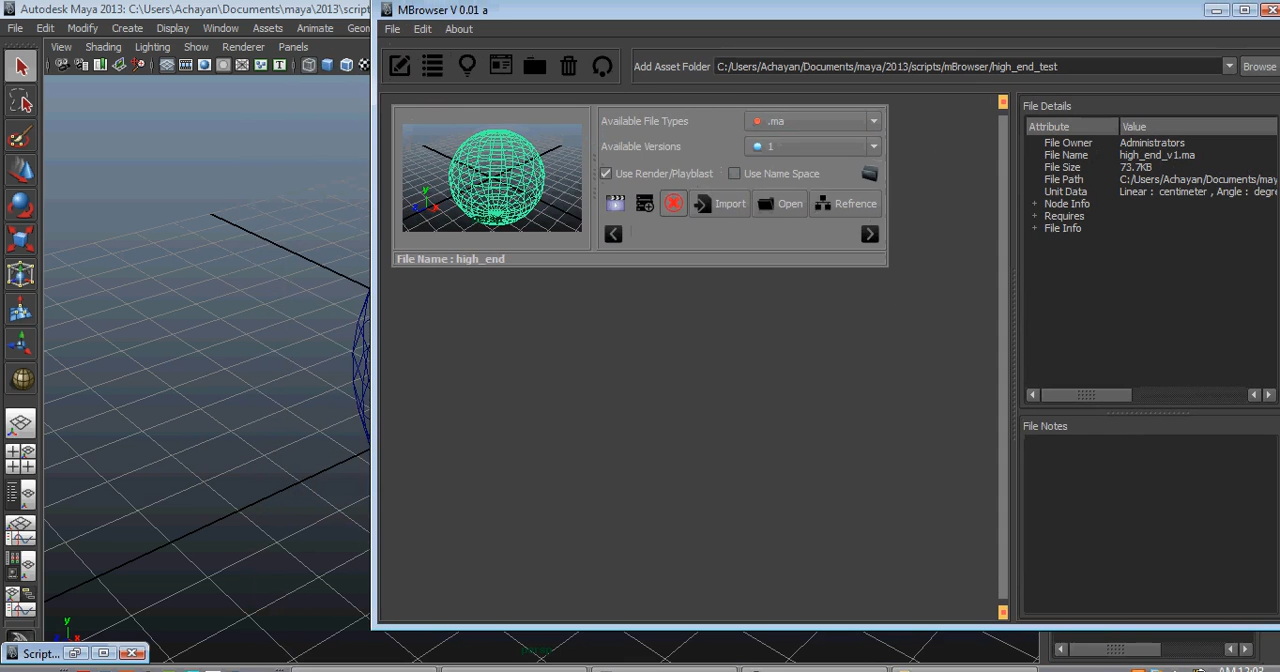 Autodesk Maya 2013: C:\Users\Achayan\Documents\maya\2013\script
MBrowser V 0.01 a
File Edit Modify Create Display Window Assets Animate Geom
File Edit About
View Shading Lighting Show Renderer Panels
Add Asset Folder C:/Users/Achayan/Documents/maya/2013/scripts/mBrowser/high_end_test Browse
File Details
Available File Types .ma
Attribute Value
File Owner Administrators
Available Versions 1
File Name high_end_v1.ma
File Size 73.7KB
Use Render/Playblast Use Name Space
File Path C:/Users/Achayan/Documents/may
Unit Data Linear : centimeter , Angle : degre
Import Open Refrence
Node Info
Requires
File Info
y
x
z
File Name : high_end
File Notes
y
x
z
Script...
AM 12:03